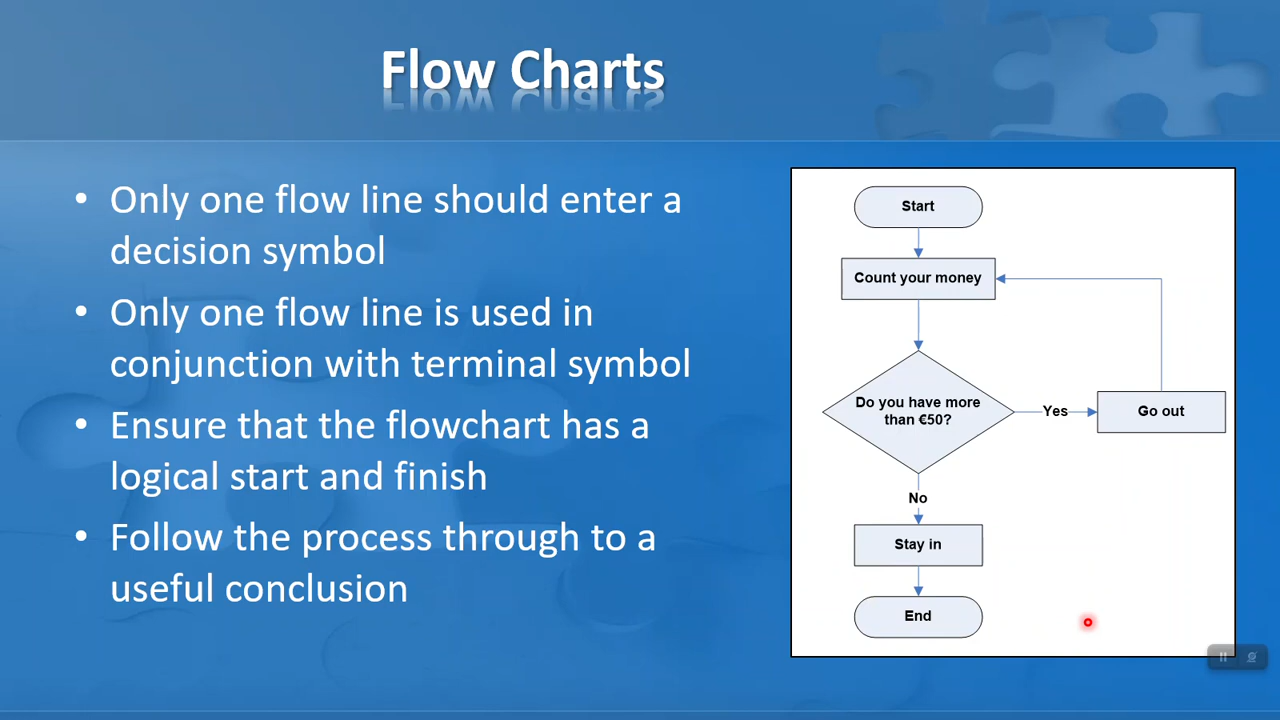 Flow Charts
• Only one flow line should enter a
decision symbol
• Only one flow line is used in
conjunction with terminal symbol
• Ensure that the flowchart has a
logical start and finish
• Follow the process through to a
useful conclusion
Start
Count your money
Do you have more
than €50?
Yes
Go out
No
Stay in
End